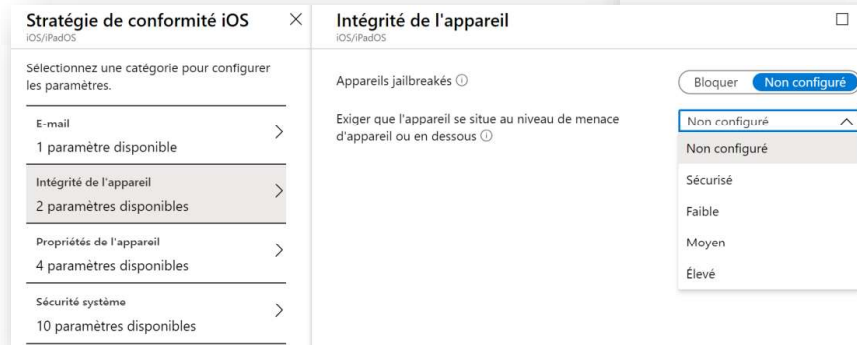 Stratégie de conformité iOS
iOS/iPadOS
Sélectionnez une catégorie pour configurer
les paramètres.
E-mail
1 paramètre disponible
Intégrité de l'appareil
2 paramètres disponibles
Propriétés de l'appareil
4 paramètres disponibles
Sécurité système
10 paramètres disponibles
Intégrité de l'appareil
iOS/iPadOS
Appareils jailbreakés
Bloquer Non configuré
Exiger que l'appareil se situe au niveau de menace
d'appareil ou en dessous
Non configuré
Non configuré
Sécurisé
Faible
Moyen
Élevé